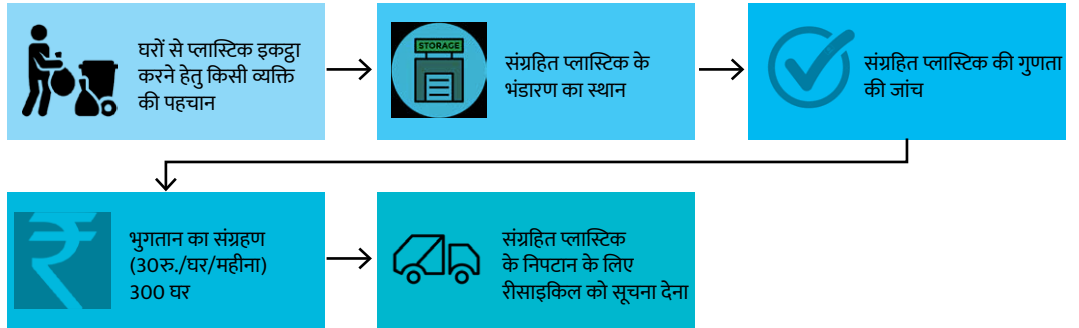 घरों से प्लास्टिक इकट्ठा
करने हेतु किसी व्यक्ति
की पहचान
STORAGE
संग्रहित प्लास्टिक के
भंडारण का स्थान
संग्रहित प्लास्टिक की गुणता
की जांच
भुगतान का संग्रहण
(30रु./घर/महीना)
300 घर
संग्रहित प्लास्टिक
के निपटान के लिए
रीसाइकिल को सूचना देना